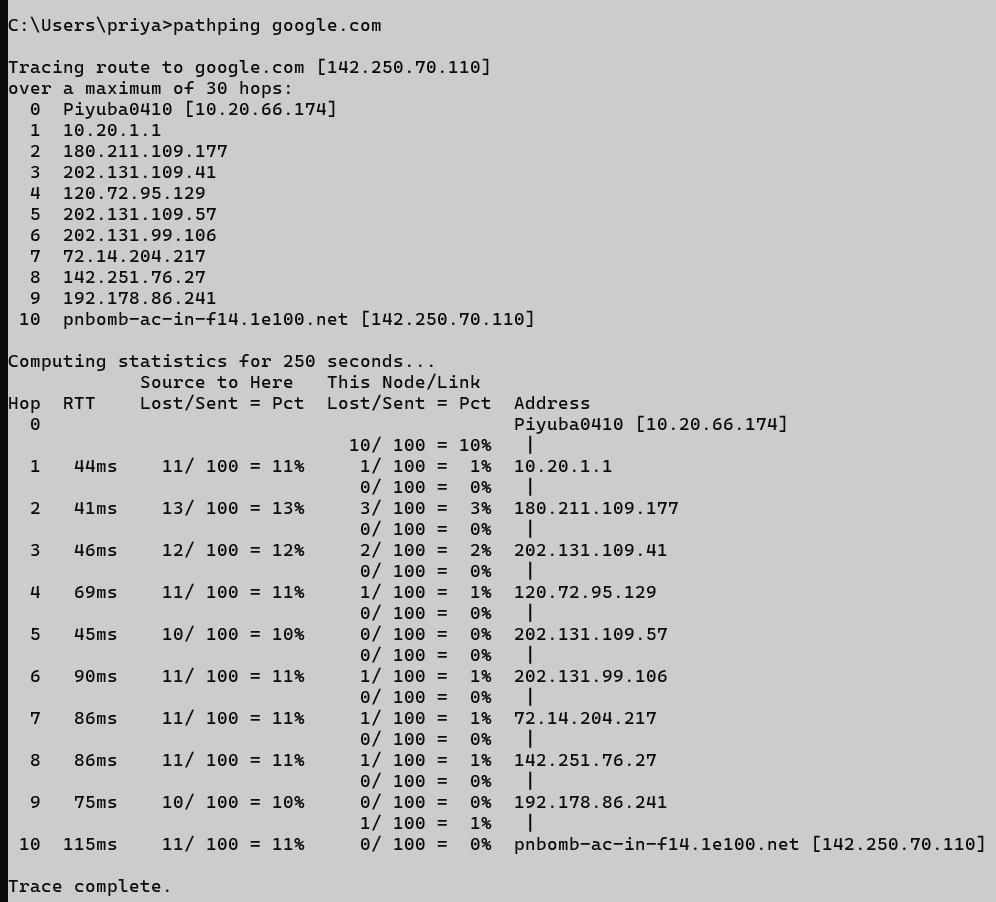 C:\Users\priya>pathping google.com
Tracing route to google.com [142.250.70.110]
over a maximum of 30 hops:
  0  Piyuba0410 [10.20.66.174]
  1  10.20.1.1
  2  180.211.109.177
  3  202.131.109.41
  4  120.72.95.129
  5  202.131.109.57
  6  202.131.99.106
  7  72.14.204.217
  8  142.251.76.27
  9  192.178.86.241
 10  pnbomb-ac-in-f14.1e100.net [142.250.70.110]
Computing statistics for 250 seconds...
            Source to Here   This Node/Link
Hop  RTT    Lost/Sent = Pct  Lost/Sent = Pct  Address
  0                                           Piyuba0410 [10.20.66.174]
                               10/ 100 = 10%   |
  1   44ms    11/ 100 = 11%     1/ 100 =  1%  10.20.1.1
                                0/ 100 =  0%   |
  2   41ms    13/ 100 = 13%     3/ 100 =  3%  180.211.109.177
                                0/ 100 =  0%   |
  3   46ms    12/ 100 = 12%     2/ 100 =  2%  202.131.109.41
                                0/ 100 =  0%   |
  4   69ms    11/ 100 = 11%     1/ 100 =  1%  120.72.95.129
                                0/ 100 =  0%   |
  5   45ms    10/ 100 = 10%     0/ 100 =  0%  202.131.109.57
                                0/ 100 =  0%   |
  6   90ms    11/ 100 = 11%     1/ 100 =  1%  202.131.99.106
                                0/ 100 =  0%   |
  7   86ms    11/ 100 = 11%     1/ 100 =  1%  72.14.204.217
                                0/ 100 =  0%   |
  8   86ms    11/ 100 = 11%     1/ 100 =  1%  142.251.76.27
                                0/ 100 =  0%   |
  9   75ms    10/ 100 = 10%     0/ 100 =  0%  192.178.86.241
                                1/ 100 =  1%   |
 10  115ms    11/ 100 = 11%     0/ 100 =  0%  pnbomb-ac-in-f14.1e100.net [142.250.70.110]
Trace complete.